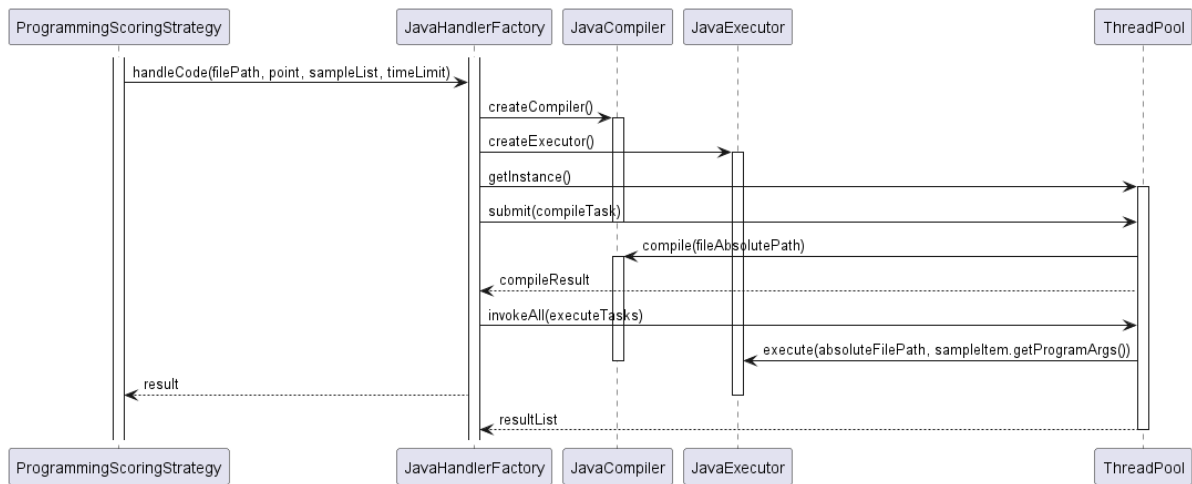 ProgrammingScoringStrategy JavaHandlerFactory JavaCompiler JavaExecutor ThreadPool
handleCode(filePath, point, sampleList, timeLimit)
createCompiler()
createExecutor()
getInstance()
submit(compileTask)
compile(fileAbsolutePath)
compileResult
invokeAll(executeTasks)
execute(absoluteFilePath, sampleItem.getProgramArgs())
result
resultList
ProgrammingScoringStrategy JavaHandlerFactory JavaCompiler JavaExecutor ThreadPool